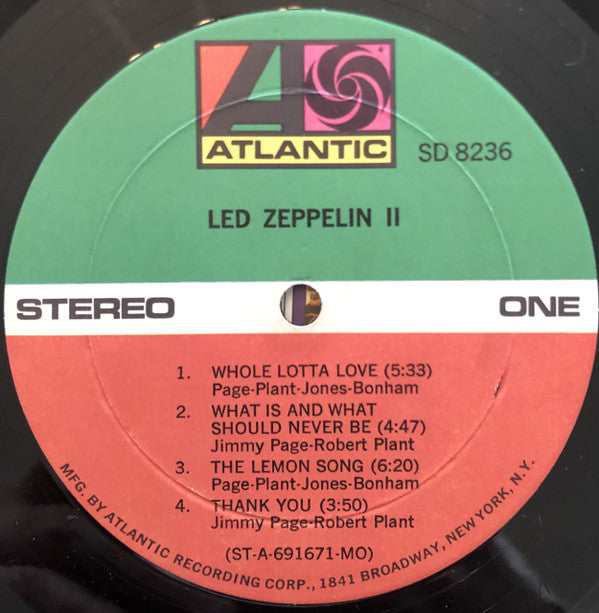 ATLANTIC
SD 8236
LED ZEPPELIN II
STEREO
ONE
1. WHOLE LOTTA LOVE (5:33)
Page-Plant-Jones-Bonham
2. WHAT IS AND WHAT
SHOULD NEVER BE (4:47)
Jimmy Page-Robert Plant
3. THE LEMON SONG (6:20)
Page-Plant-Jones-Bonham
4. THANK YOU (3:50)
Jimmy Page-Robert Plant
(ST-A-691671-MO)
MFG. BY ATLANTIC RECORDING CORP., 1841 BROADWAY, NEW YORK, N.Y.